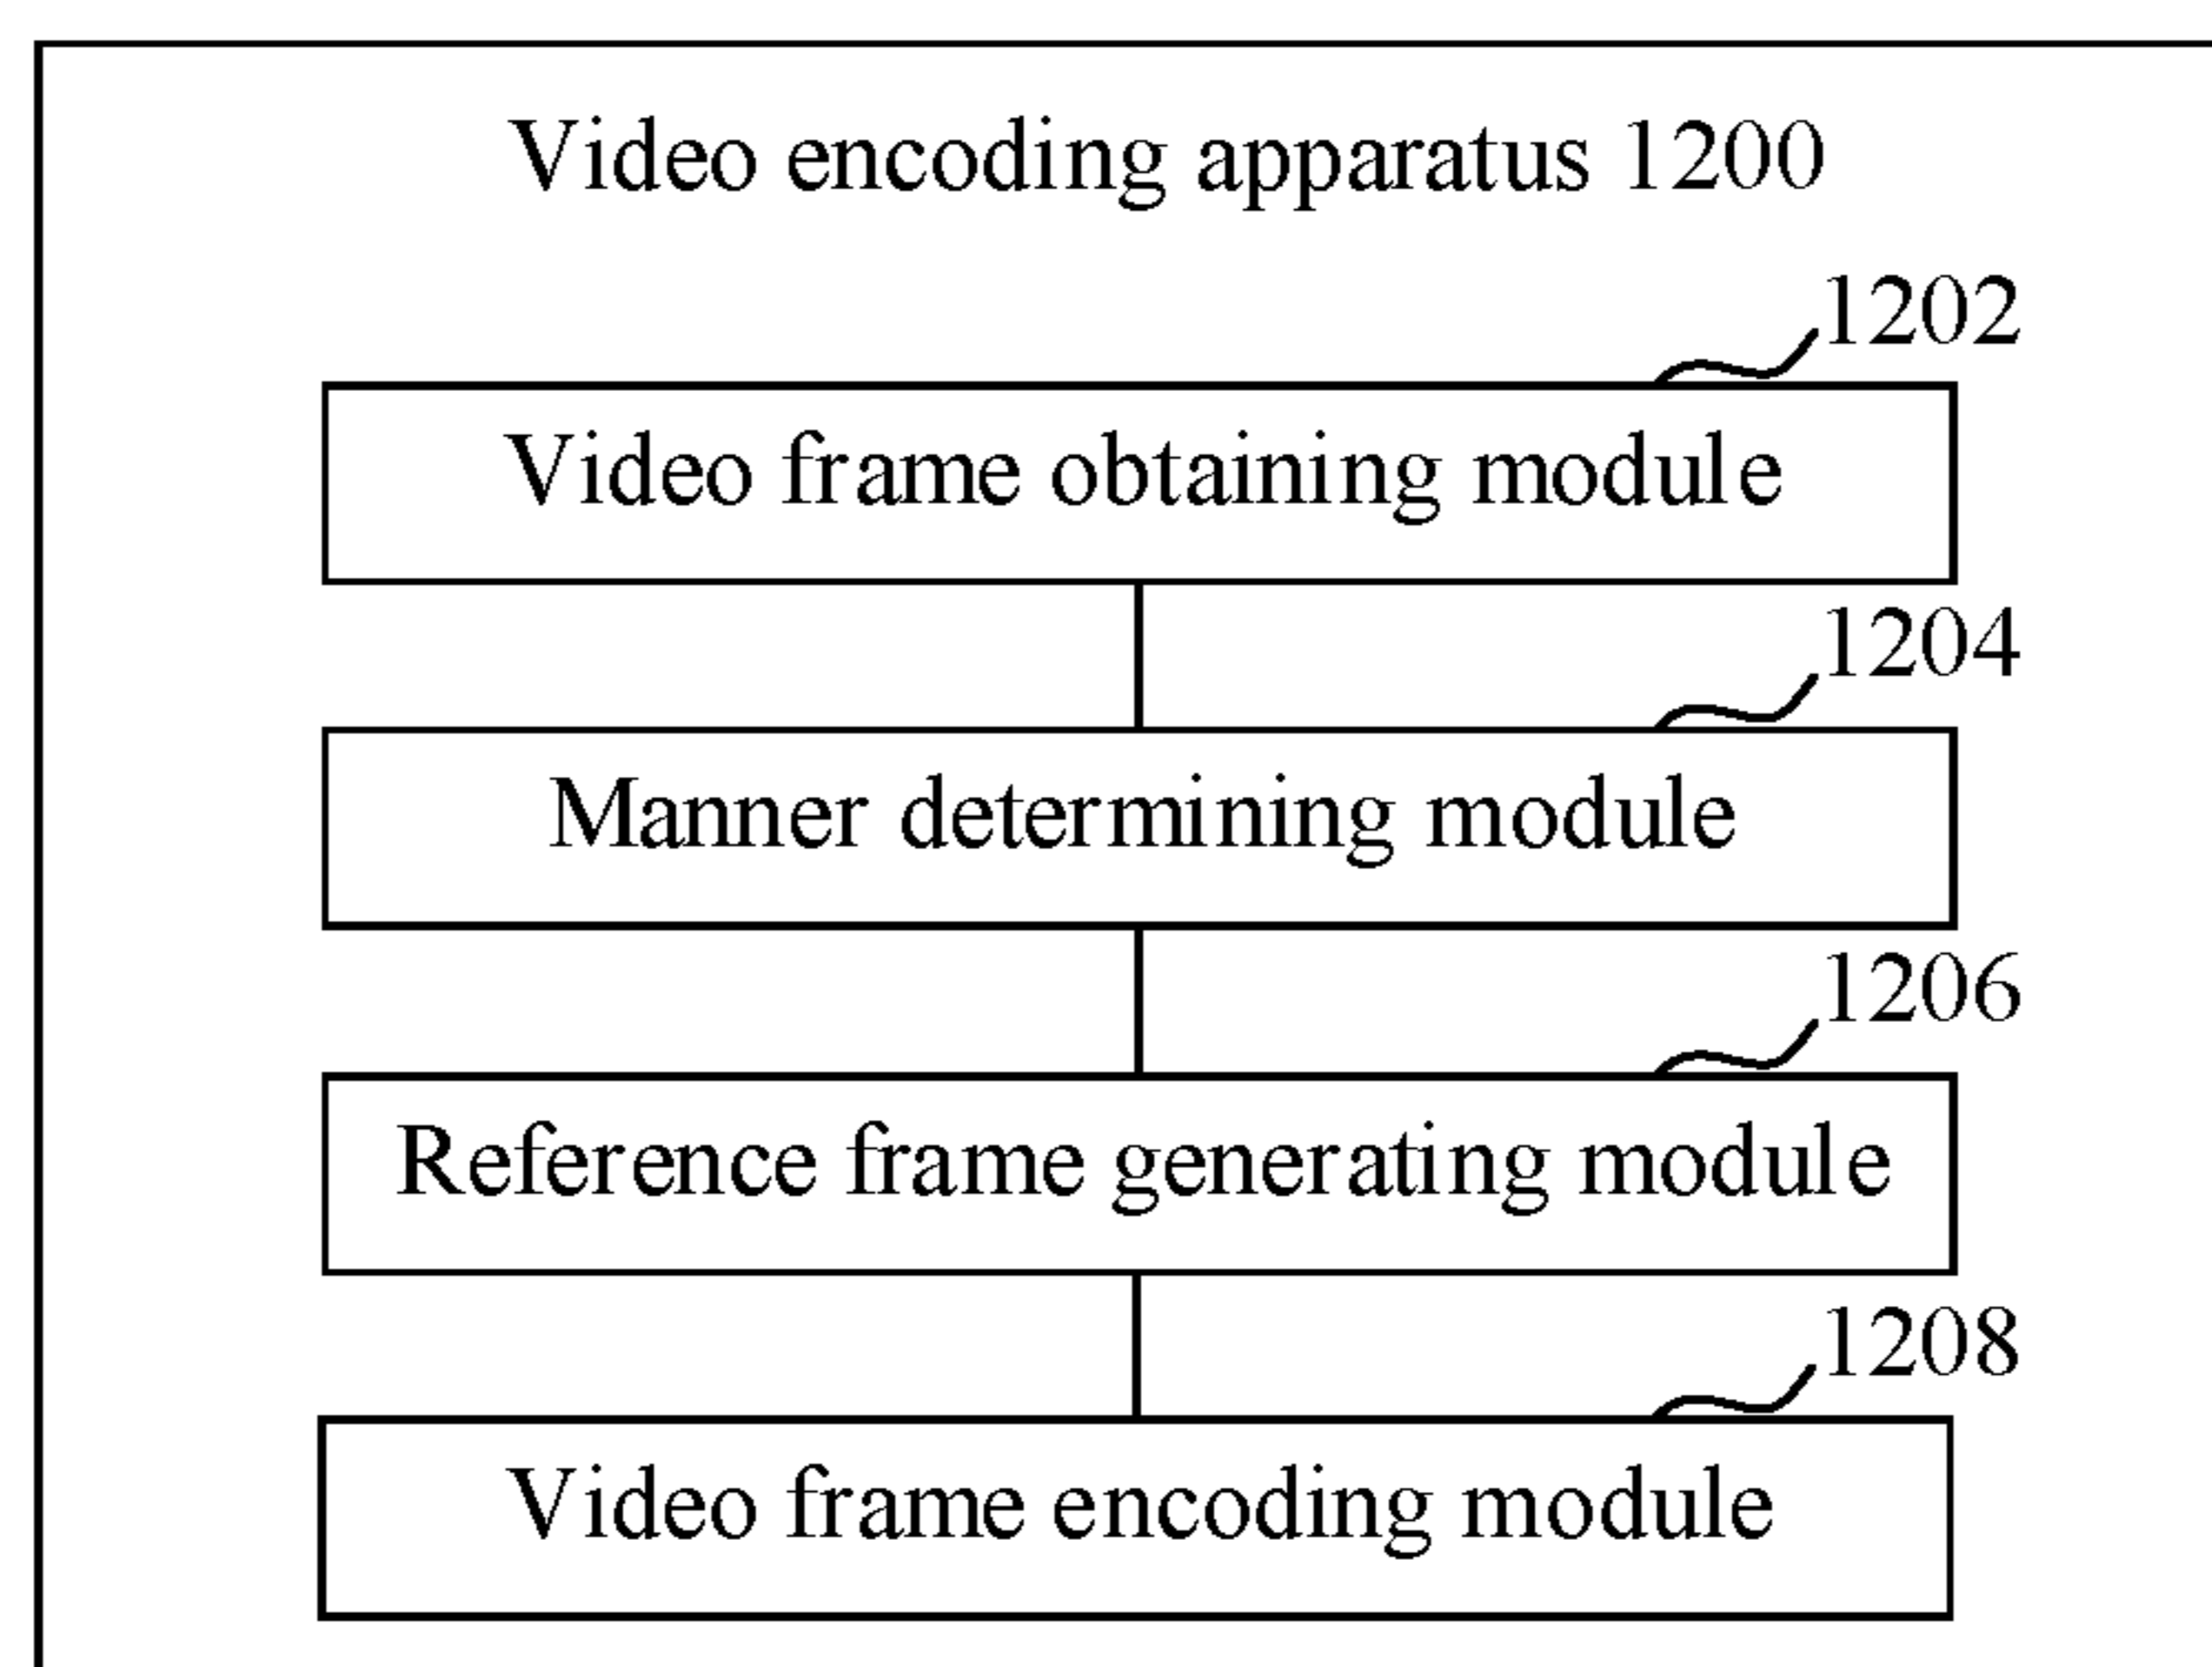 Video encoding apparatus 1200
1202
Video frame obtaining module
1204
Manner determining module
1206
Reference frame generating module
1208
Video frame encoding module